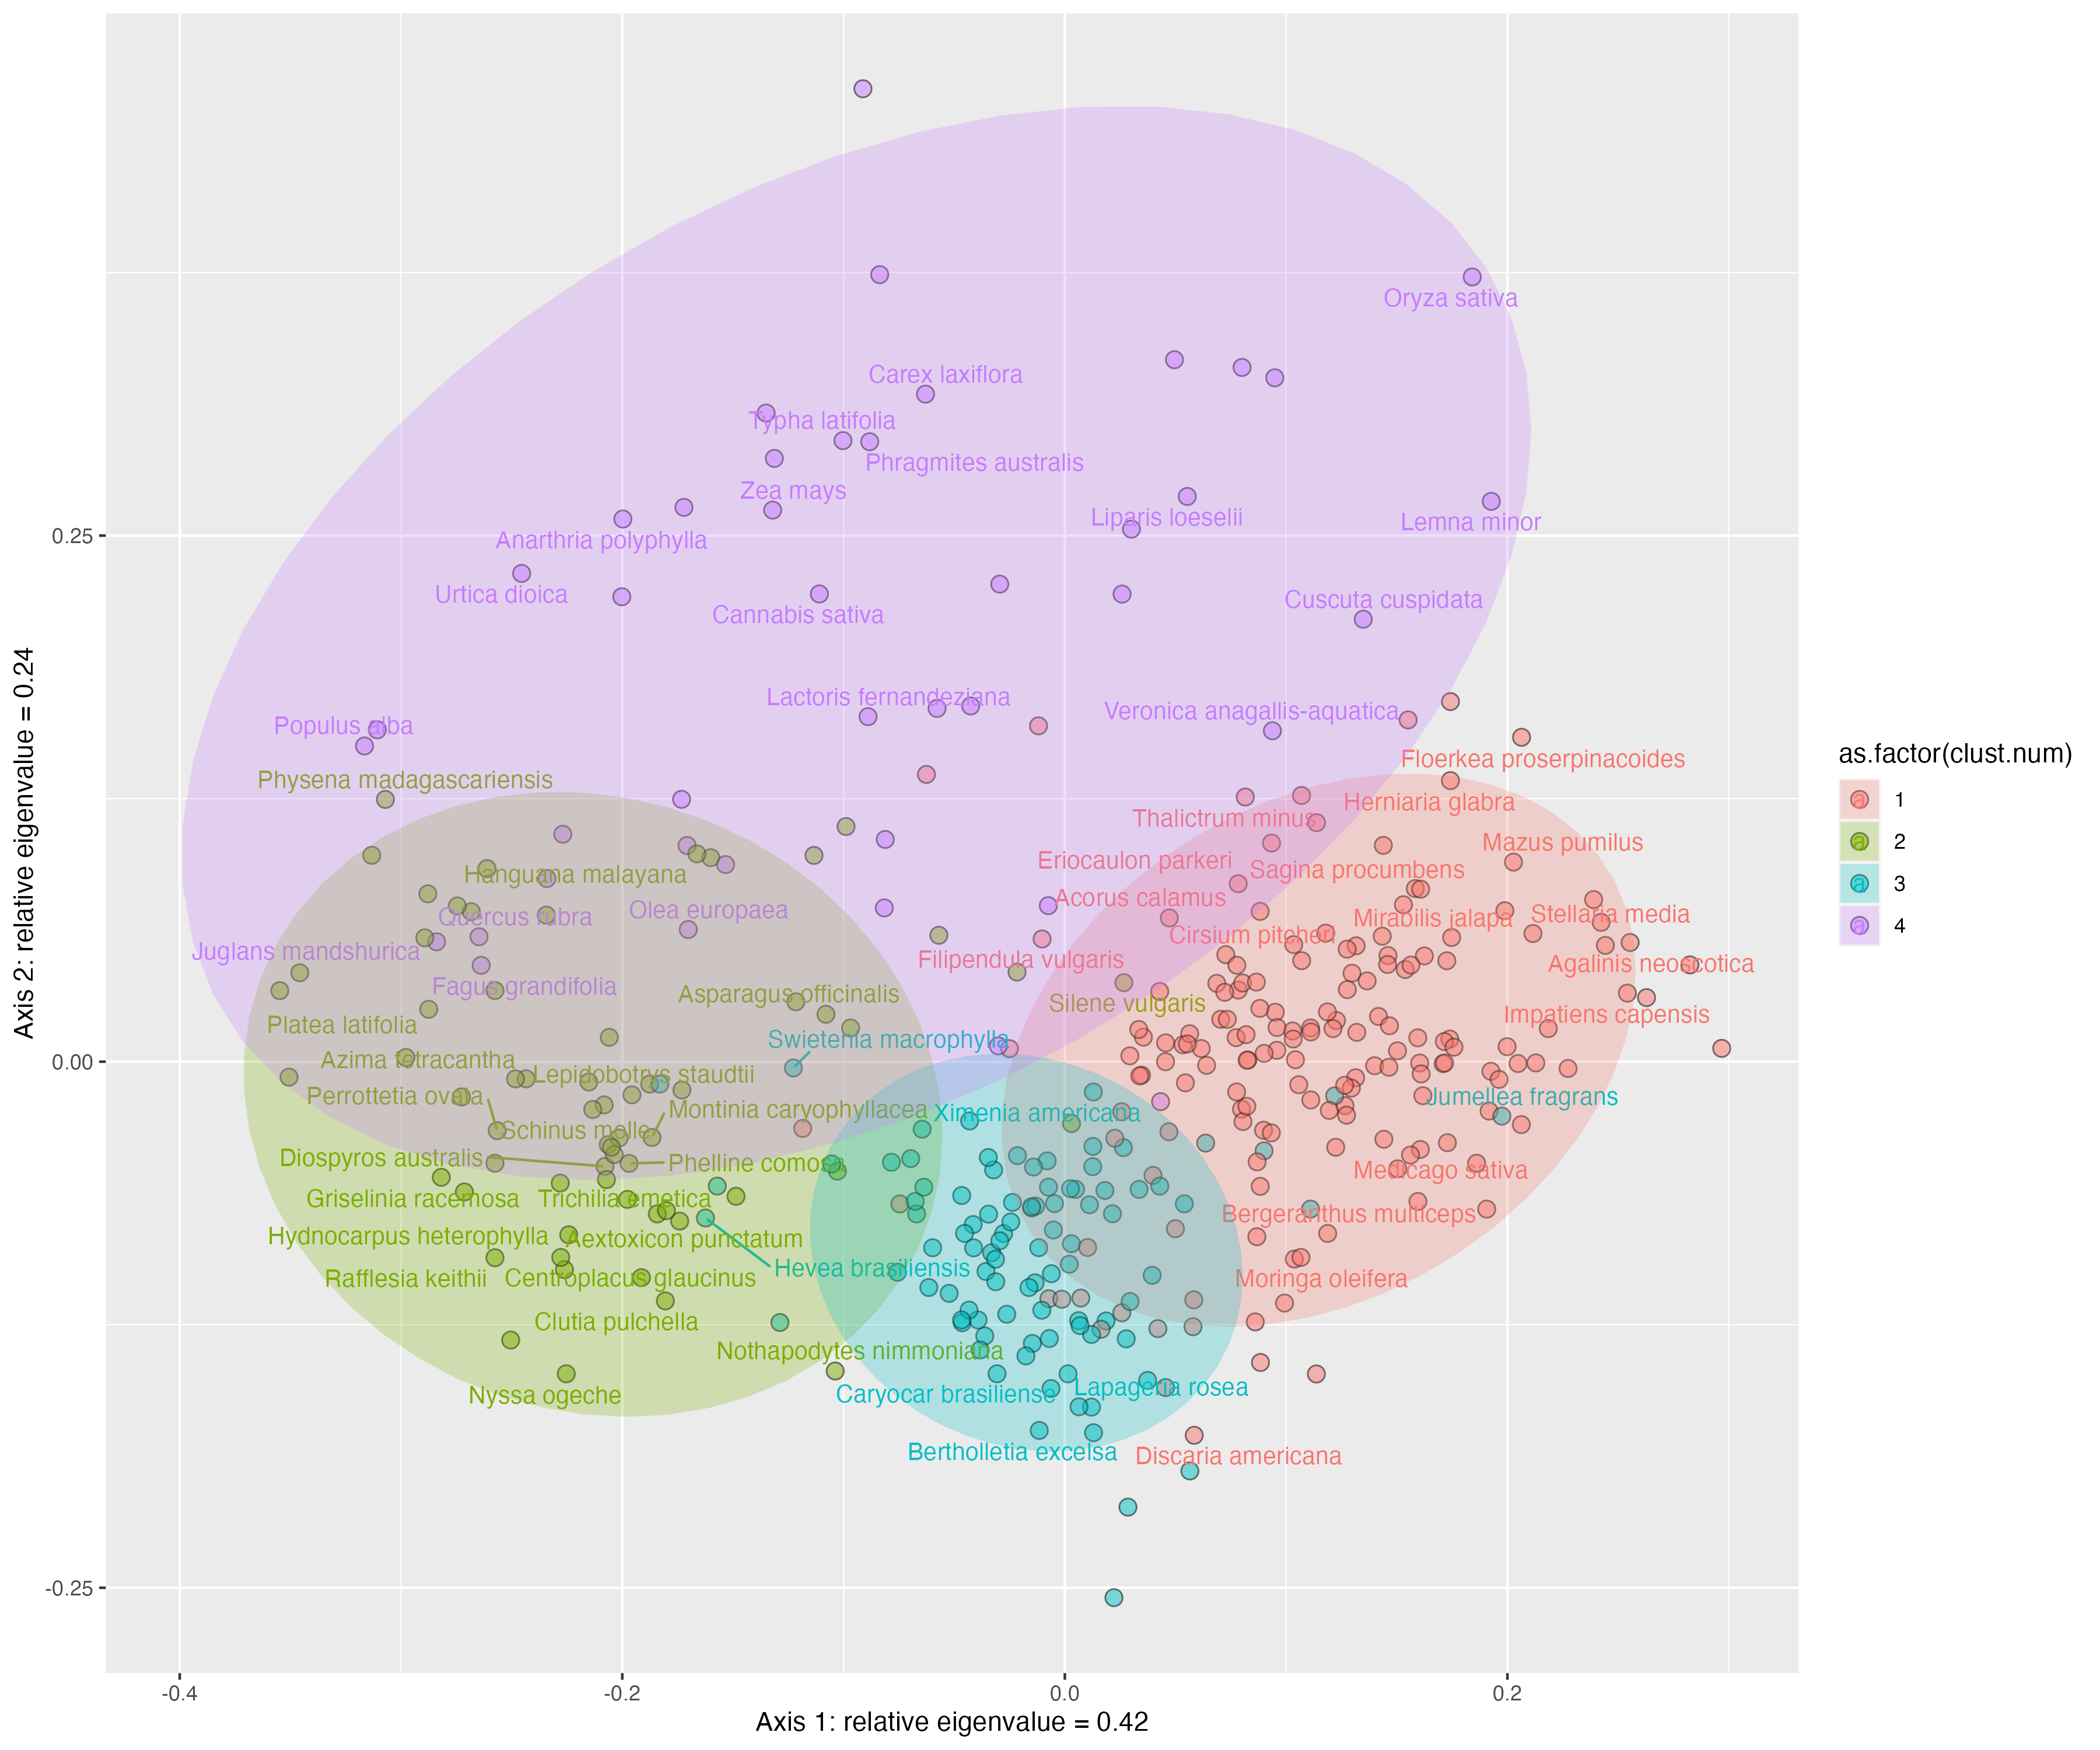 Oryza sativa
Carex laxiflora
Typha latifolia
Phragmites australis
Zea mays
Liparis loeselii
Lemna minor
0.25
Anarthria polyphylla
Urtica dioica
Cannabis sativa
Cuscuta cuspidata
Lactoris fernandeziana
Veronica anagallis-aquatica
Populus alba
Physena madagascariensis
Floerkea proserpinacoides
Herniaria glabra
Thalictrum minus
Mazus pumilus
Eriocaulon parkeri
Sagina procumbens
Hanguana malayana
Acorus calamus
Quercus rubra
Olea europaea
Mirabilis jalapa
Stellaria media
Cirsium pitcheri
Juglans mandshurica
Filipendula vulgaris
Agalinis neoscotica
Fagus grandifolia
Asparagus officinalis
Silene vulgaris
Impatiens capensis
Platea latifolia
Swietenia macrophylla
0.00
Azima tetracantha
Lepidobotrys staudtii
Perrottetia ovata
Montinia caryophyllacea
Ximenia americana
Jumellea fragrans
Schinus molle
Diospyros australis
Phelline comosa
Medicago sativa
Griselinia racemosa
Trichilia emetica
Bergeranthus multiceps
Hydnocarpus heterophylla
Aextoxicon punctatum
Hevea brasiliensis
Rafflesia keithii
Centroplacus glaucinus
Moringa oleifera
Clutia pulchella
Nothapodytes nimmoniana
Nyssa ogeche
Caryocar brasiliense
Lapageria rosea
Bertholletia excelsa
Discaria americana
-0.25
-0.4
-0.2
0.0
0.2
Axis 1: relative eigenvalue = 0.42
Axis 2: relative eigenvalue = 0.24
as.factor(clust.num)
a 1
a 2
a 3
a 4